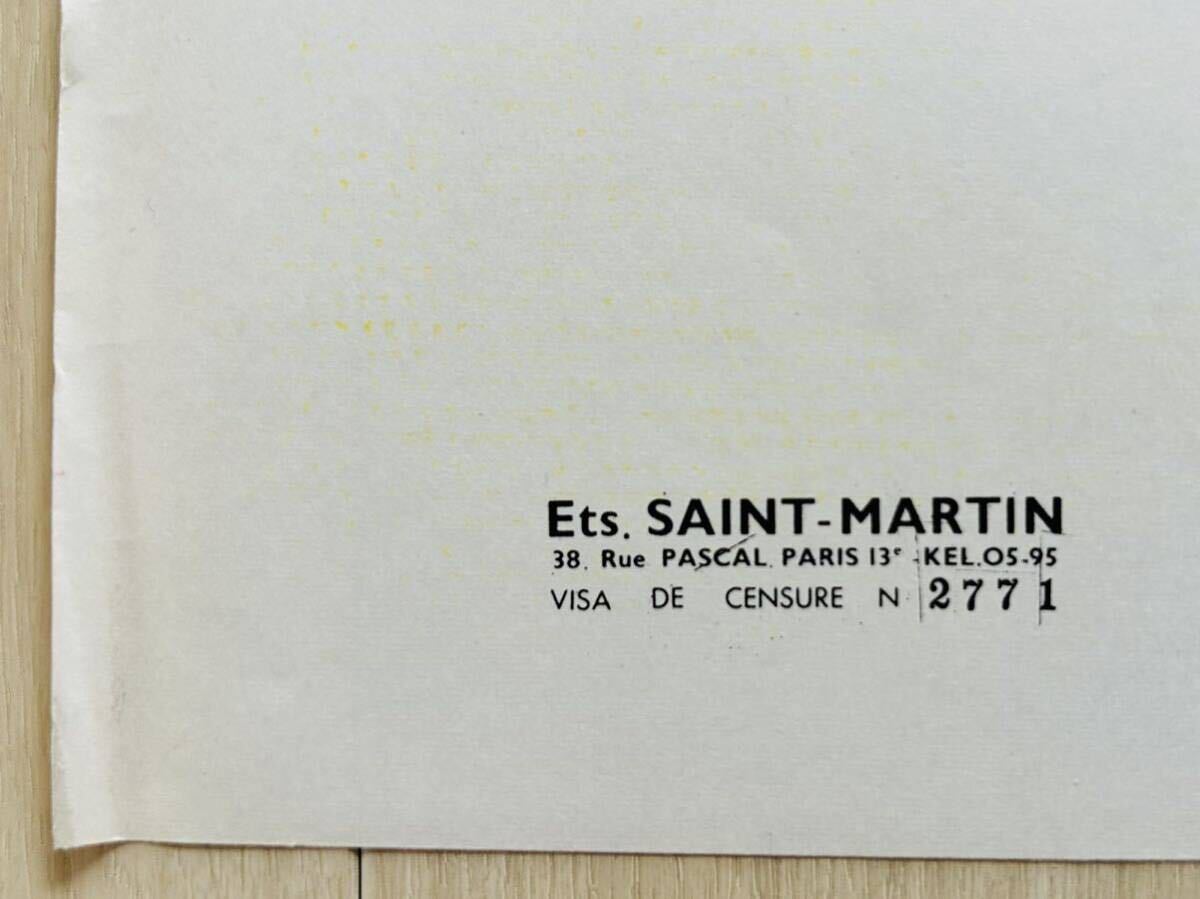 Ets. SAINT-MARTIN
38, Rue PASCAL. PARIS 13e - KEL.05-95
VISA DE CENSURE N 2771